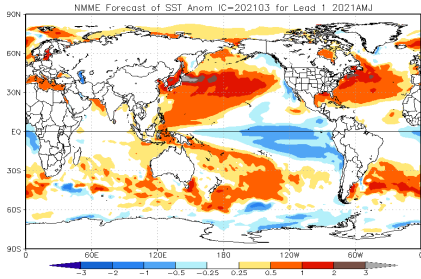 NMME Forecast of SST Anom IC=202103 for Lead 1 2021AMJ
90N
60N
30N
EQ
30S
60S
90S
0 60E 120E 180 120W 60W 0
-3 -2 -1 -0.5 -0.25 0.25 0.5 1 2 3